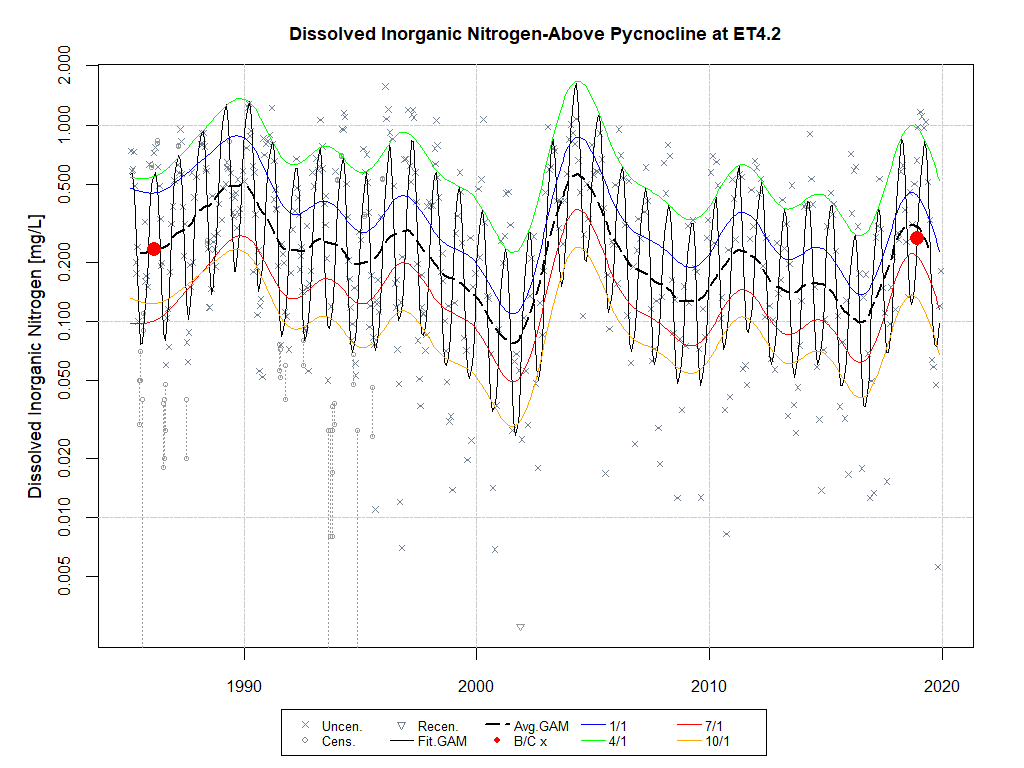 Dissolved Inorganic Nitrogen-Above Pycnocline at ET4.2
Dissolved Inorganic Nitrogen [mg/L]
2.000
1.000
0.500
0.200
0.100
0.050
0.020
0.010
0.005
1990 2000 2010 2020
Uncen. Recen. Avg.GAM 1/1 7/1
Cens. Fit.GAM B/C x 4/1 10/1